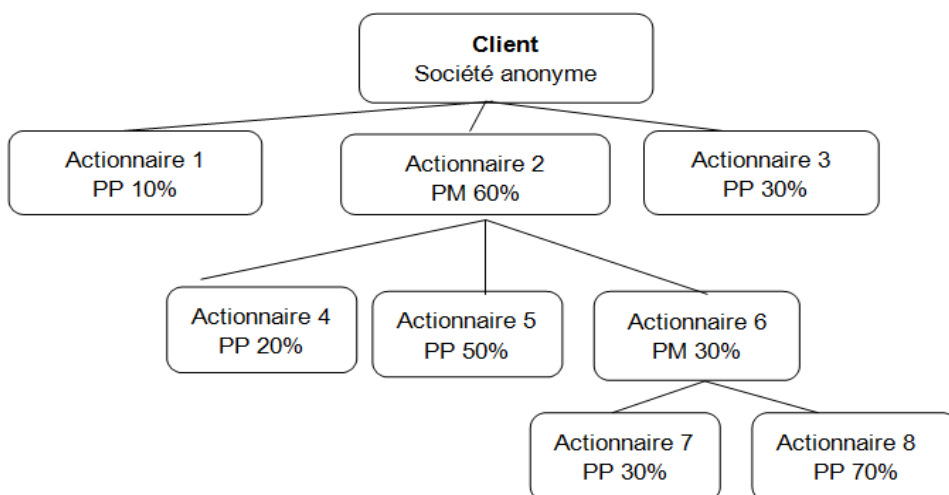 Client
Société anonyme
Actionnaire 1
PP 10%
Actionnaire 2
PM 60%
Actionnaire 3
PP 30%
Actionnaire 4
PP 20%
Actionnaire 5
PP 50%
Actionnaire 6
PM 30%
Actionnaire 7
PP 30%
Actionnaire 8
PP 70%